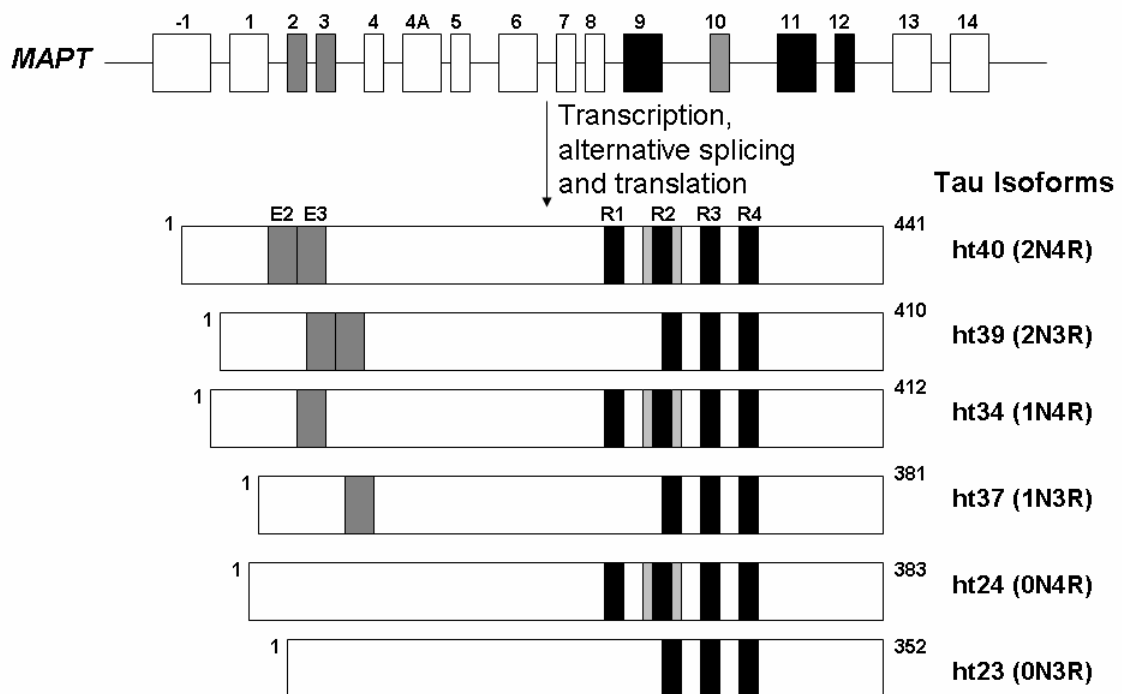 -1 1 2 3 4 4A 5 6 7 8 9 10 11 12 13 14
MAPT
Transcription,
alternative splicing
and translation
Tau Isoforms
1 E2 E3 R1 R2 R3 R4 441
ht40 (2N4R)
1 410
ht39 (2N3R)
1 412
ht34 (1N4R)
1 381
ht37 (1N3R)
1 383
ht24 (0N4R)
1 352
ht23 (0N3R)